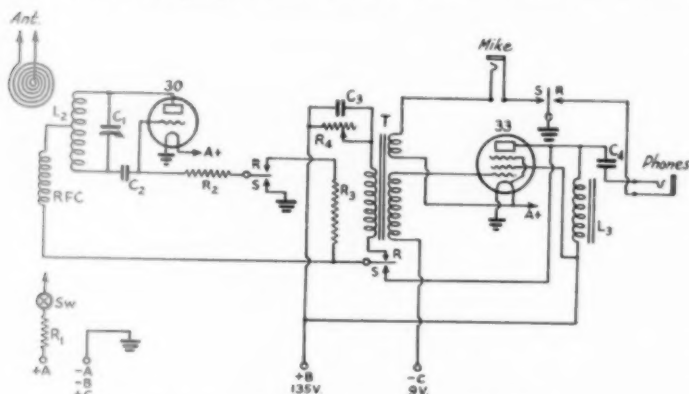 Ant.
L2
C1
30
C2
A+
RFC
R2
R
S
R3
Sw
R1
+A
-A
-B
+C
C3
R4
T
R
S
+B
135V.
-C
9V.
Mike
S
R
33
A+
C4
Phones
L3